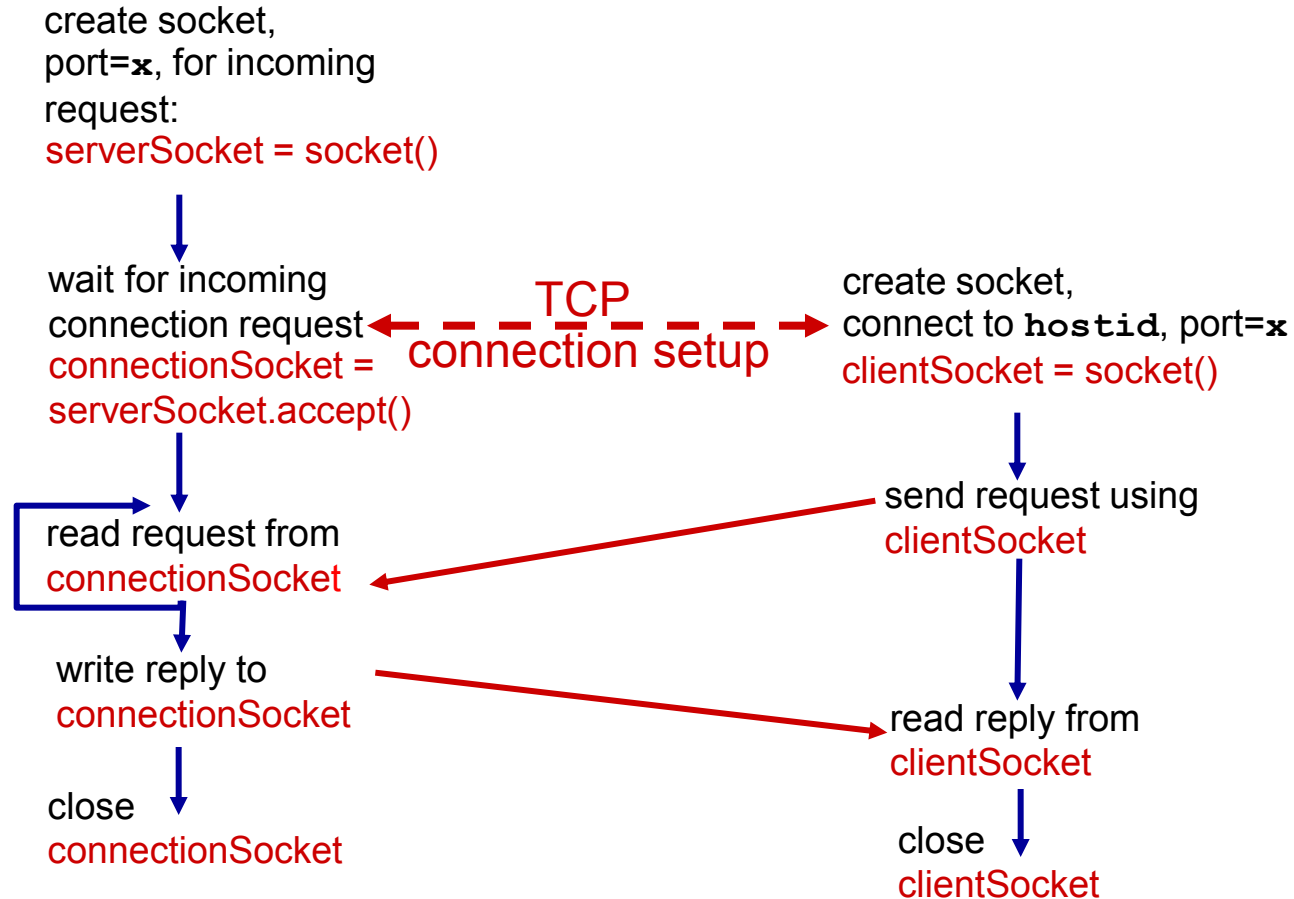 create socket,
port=x, for incoming
request:
serverSocket = socket()
wait for incoming
connection request
connectionSocket =
serverSocket.accept()
TCP
connection setup
create socket,
connect to hostid, port=x
clientSocket = socket()
send request using
clientSocket
read request from
connectionSocket
write reply to
connectionSocket
read reply from
clientSocket
close
connectionSocket
close
clientSocket